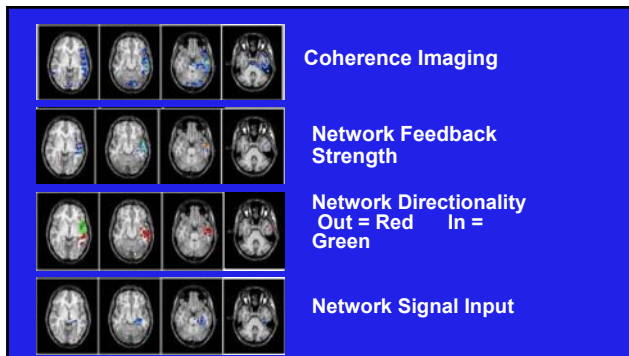 Coherence Imaging
Network Feedback
Strength
Network Directionality
Out = Red In =
Green
Network Signal Input